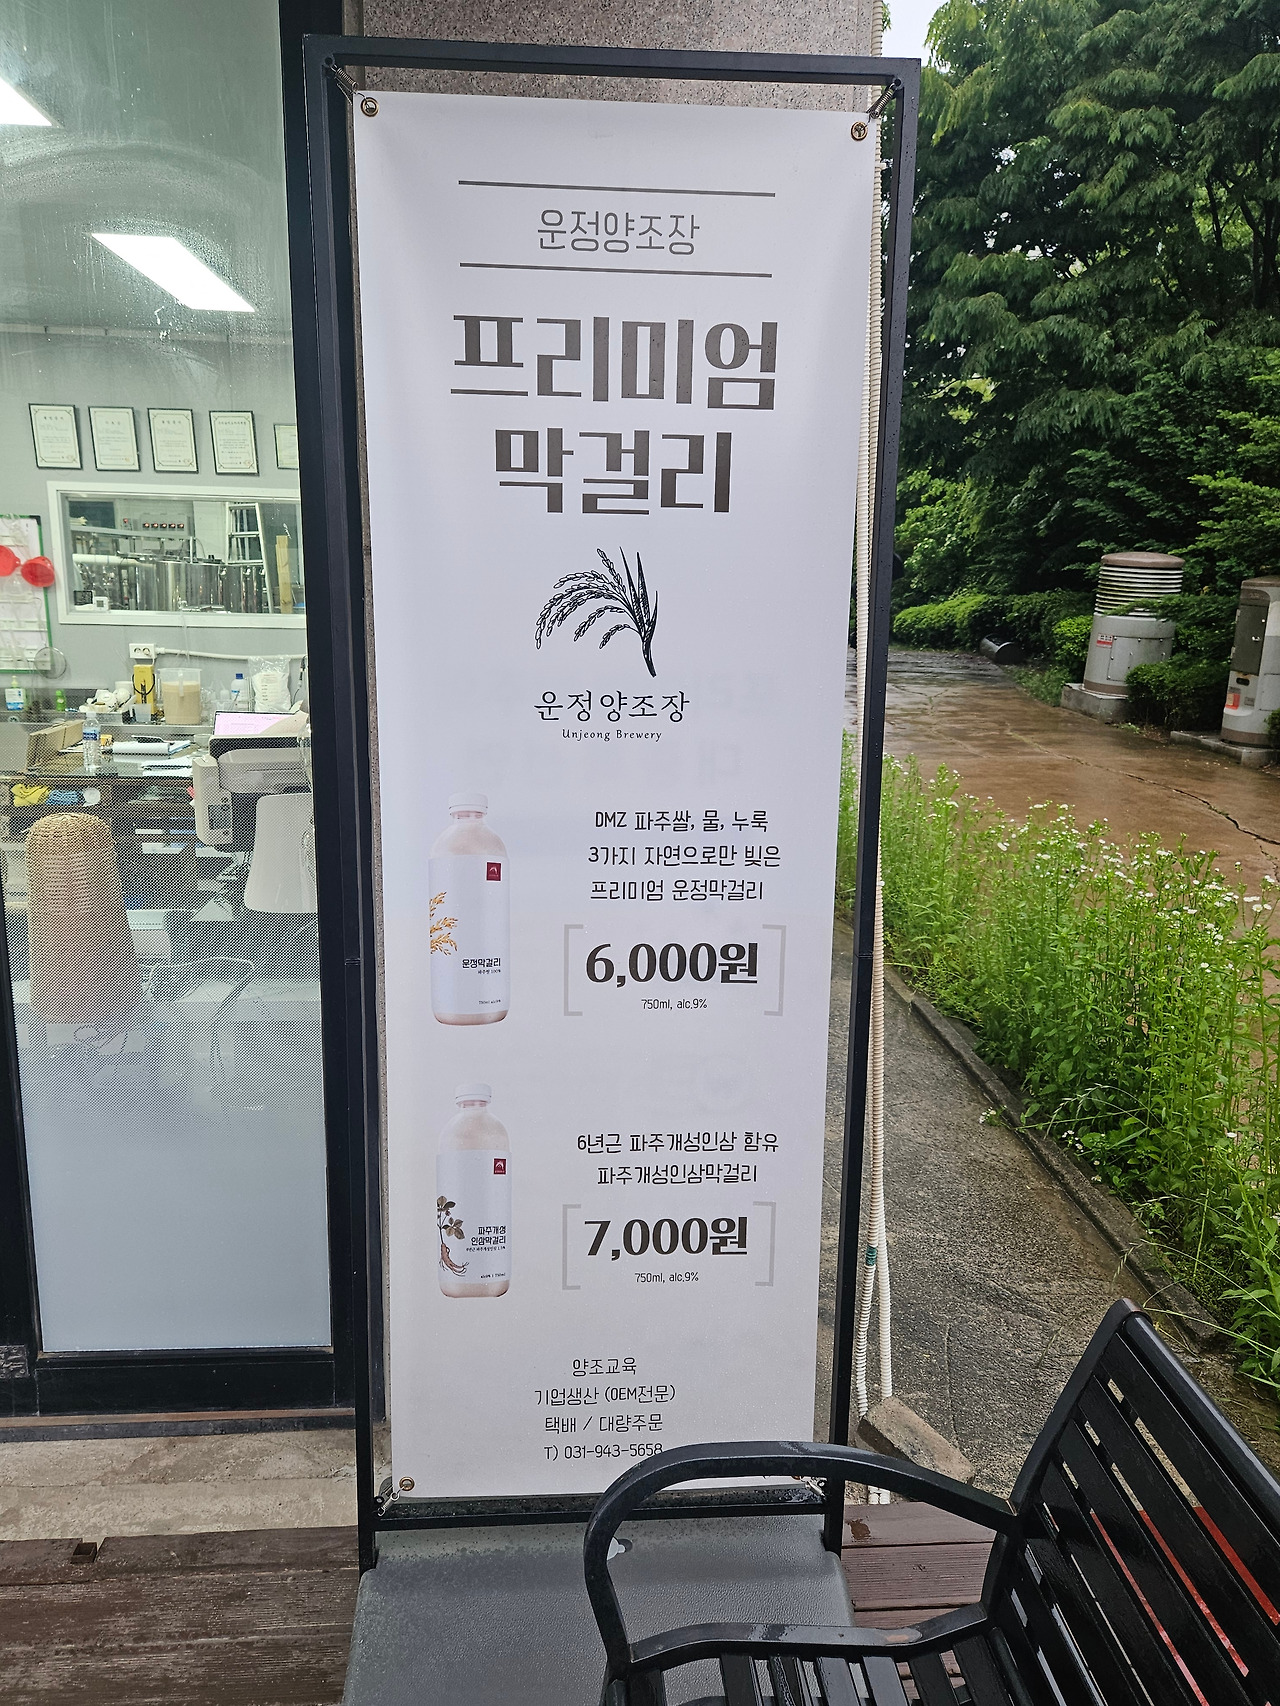 운정양조장
프리미엄
막걸리
운정양조장
Unjeong Brewery
DMZ 파주쌀, 물, 누룩
3가지 자연으로만 빚은
프리미엄 운정막걸리
6,000원
750ml, alc.9%
운정막걸리
파주쌀 100%
6년근 파주개성인삼 함유
파주개성인삼막걸리
7,000원
750ml, alc.9%
파주개성
인삼막걸리
양조교육
기업생산 (OEM전문)
택배 / 대량주문
T) 031-943-5658